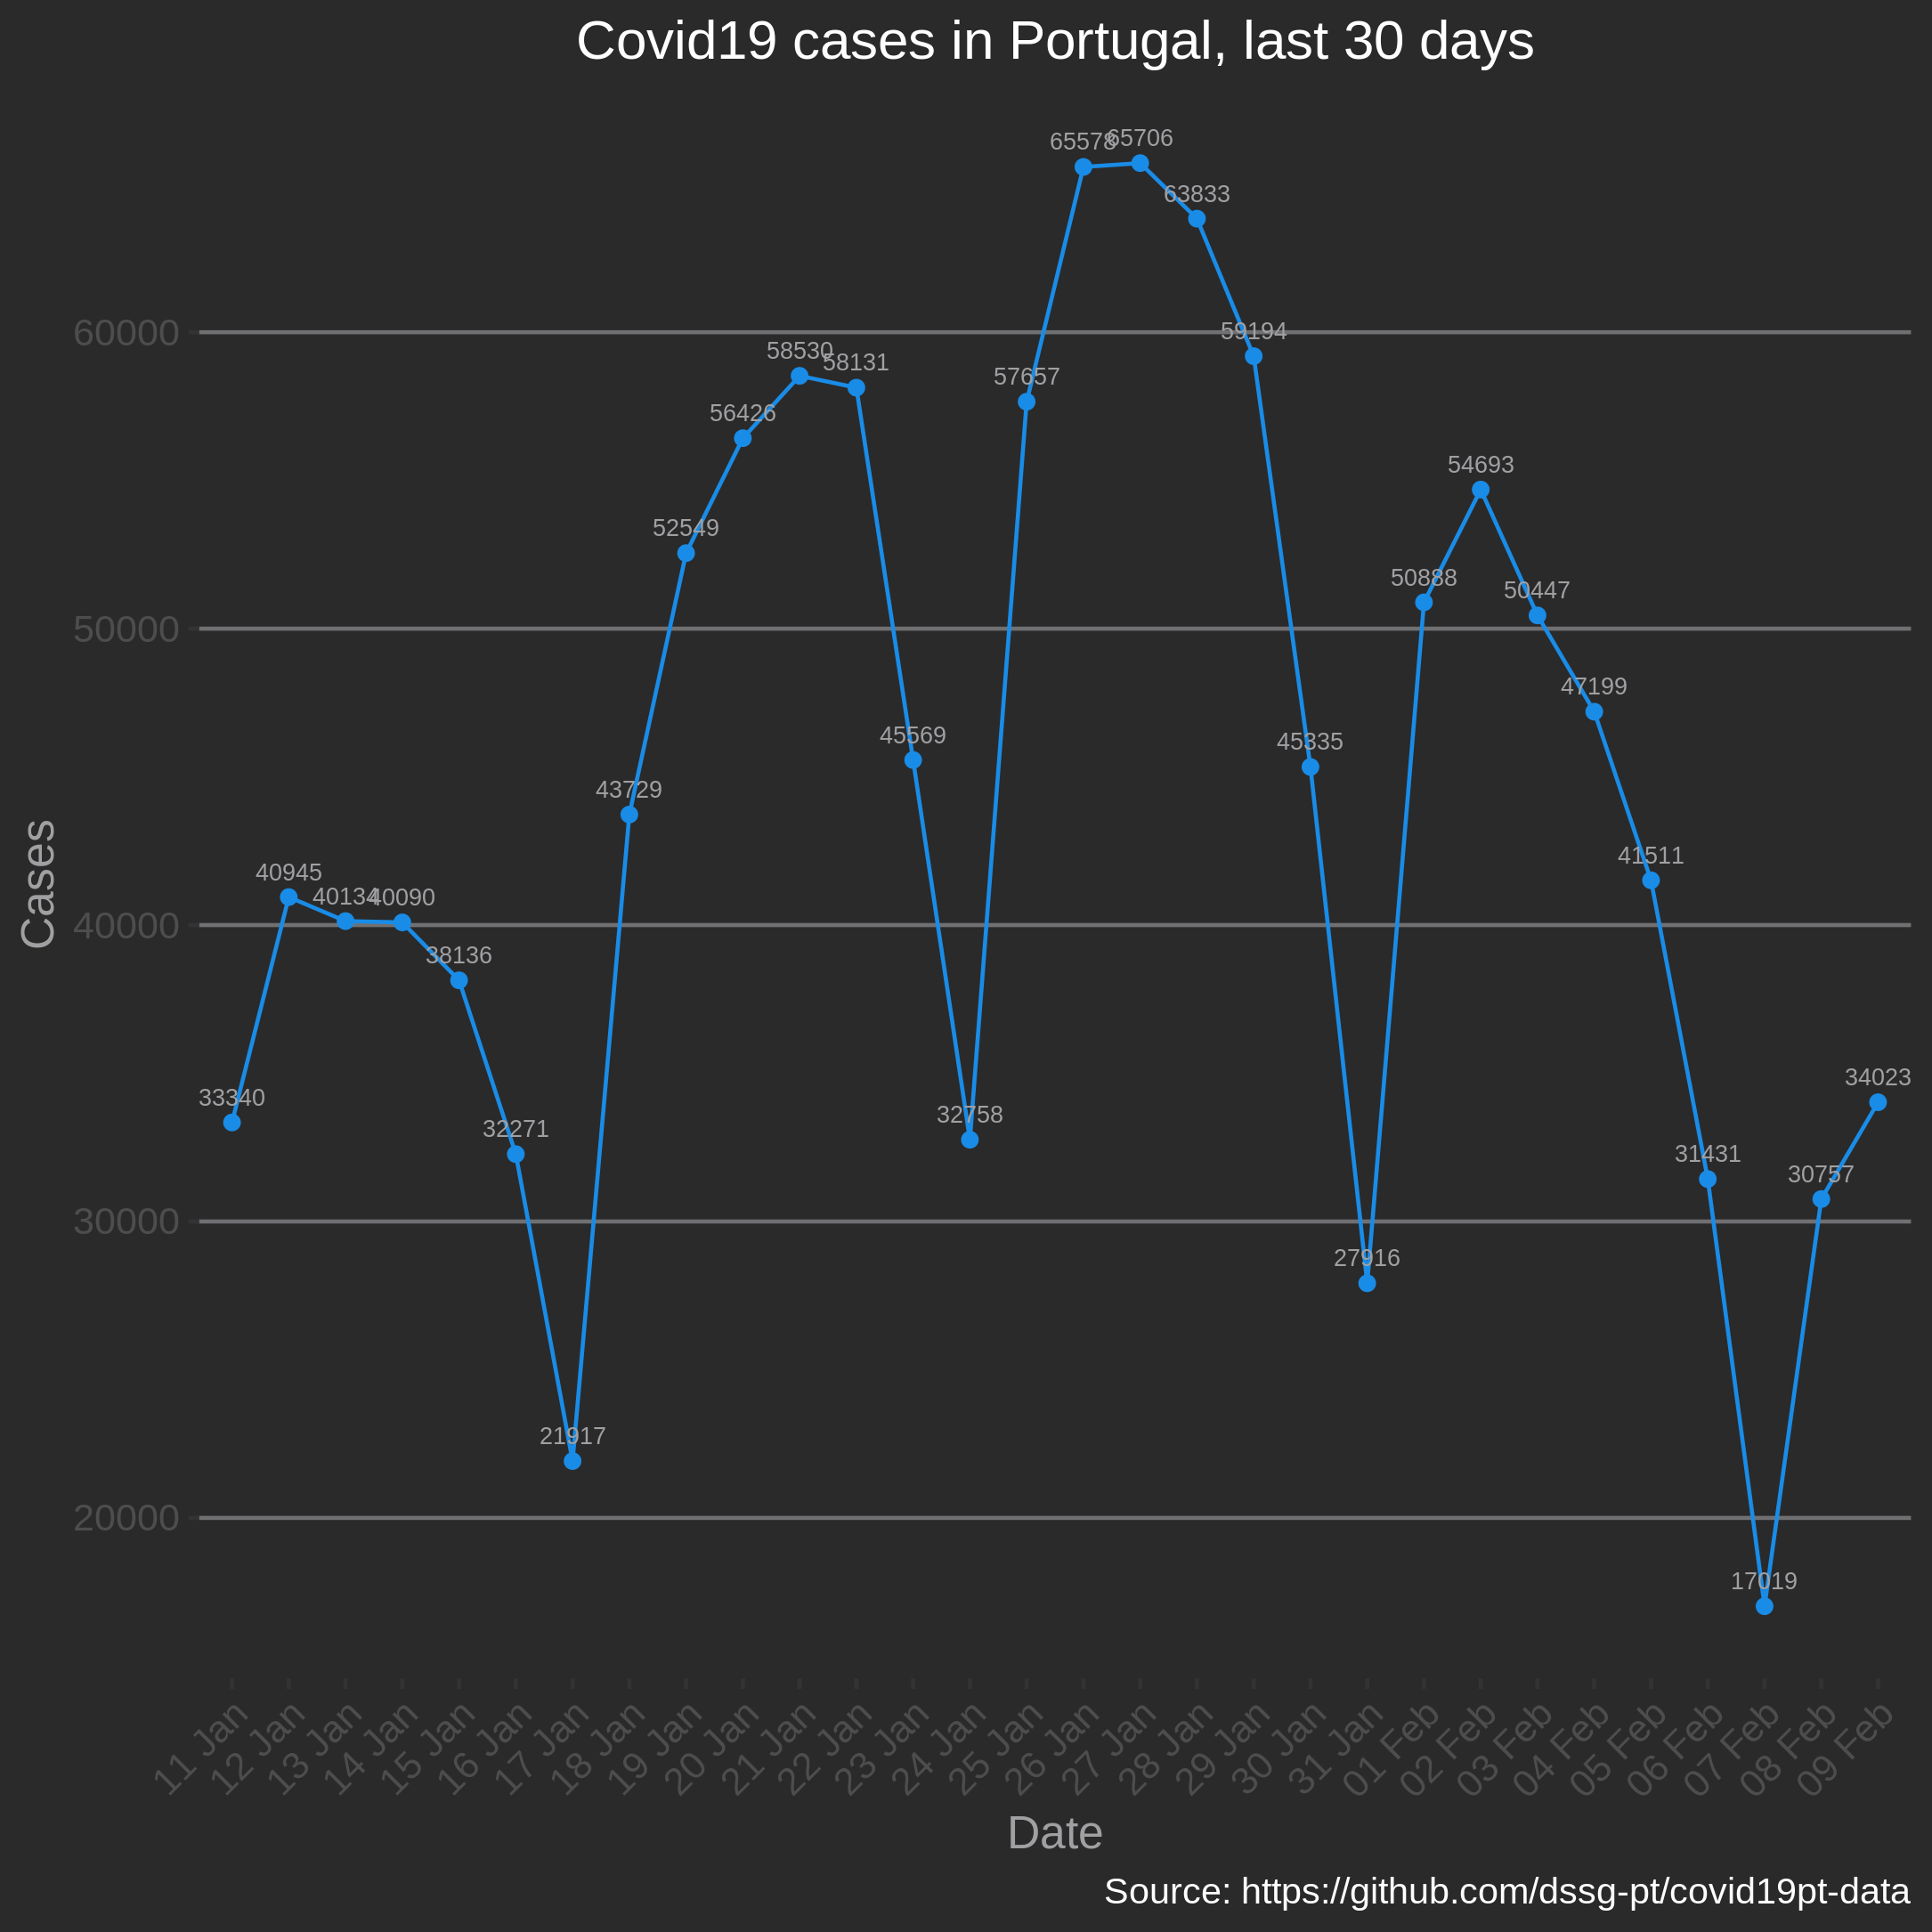 Covid19 cases in Portugal, last 30 days
65578 65706
63833
60000
59194
58530 58131
57657
56426
54693
52549
50888
50447
50000
47199
45569
45335
43729
41511
40945
40134 40090
40000
38136
34023
33340
32758
32271
31431
30757
30000
27916
21917
20000
17019
Cases
11 Jan
12 Jan
13 Jan
14 Jan
15 Jan
16 Jan
17 Jan
18 Jan
19 Jan
20 Jan
21 Jan
22 Jan
23 Jan
24 Jan
25 Jan
26 Jan
27 Jan
28 Jan
29 Jan
30 Jan
31 Jan
01 Feb
02 Feb
03 Feb
04 Feb
05 Feb
06 Feb
07 Feb
08 Feb
09 Feb
Date
Source: https://github.com/dssg-pt/covid19pt-data